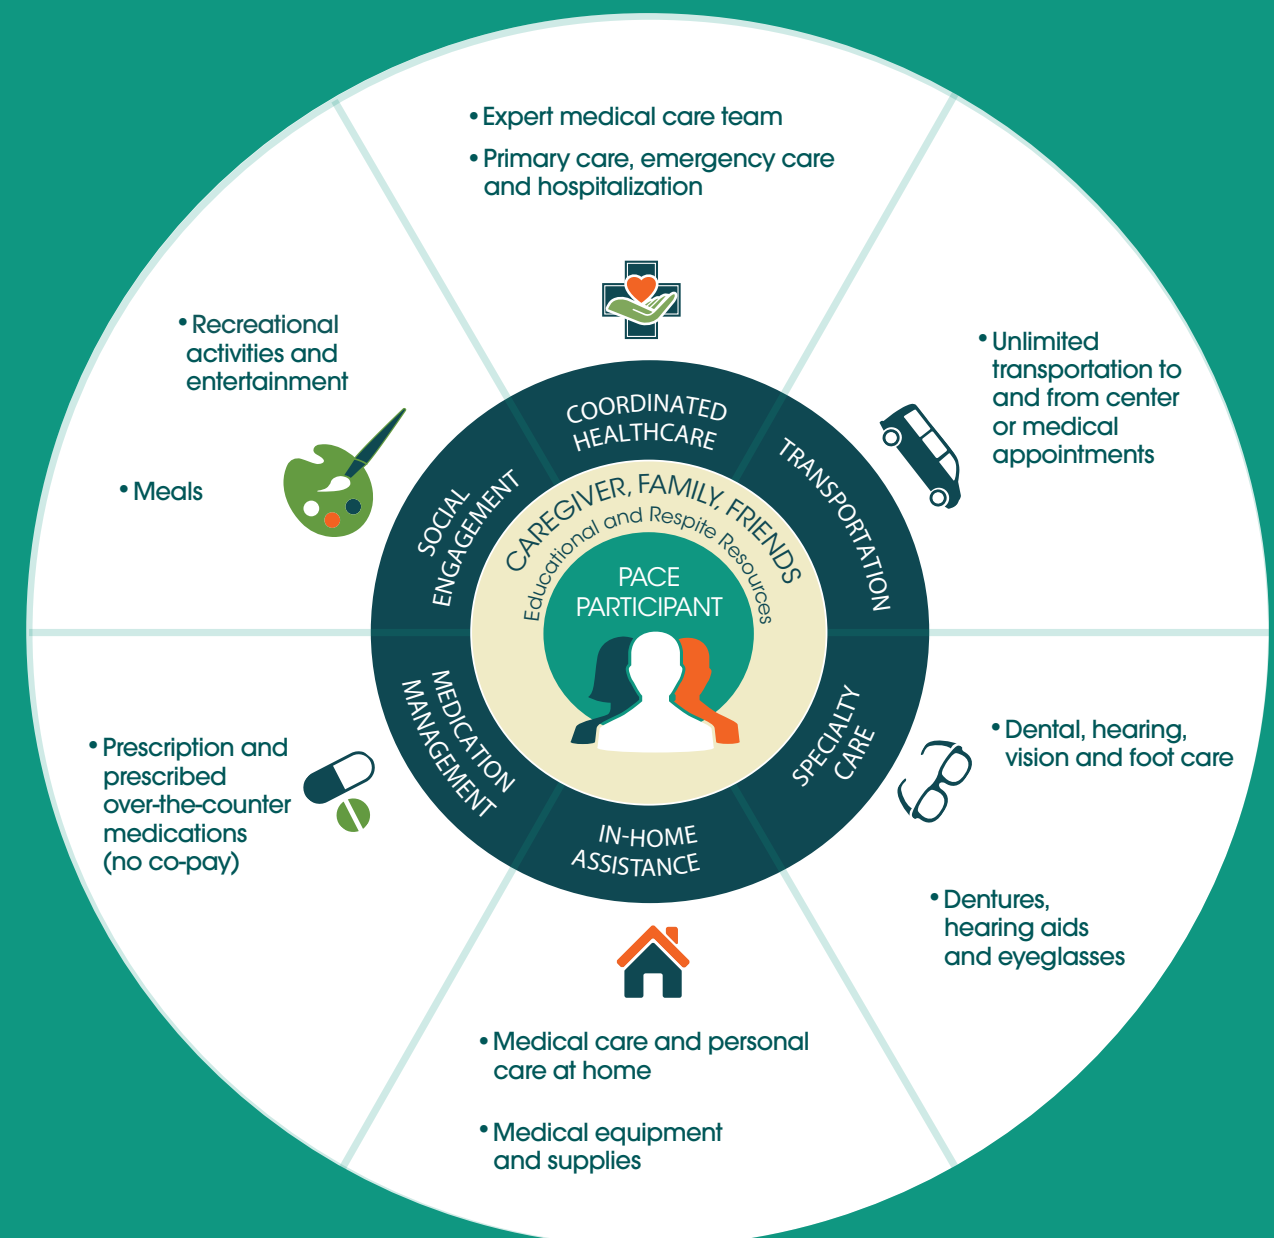 • Expert medical care team
• Primary care, emergency care
and hospitalization
• Recreational
activities and
entertainment
• Meals
• Unlimited
transportation to
and from center
or medical
appointments
COORDINATED
HEALTHCARE
TRANSPORTATION
SOCIAL
ENGAGEMENT
CAREGIVER, FAMILY, FRIENDS
Educational and Respite Resources
PACE
PARTICIPANT
MEDICATION
MANAGEMENT
SPECIALTY
CARE
IN-HOME
ASSISTANCE
• Prescription and
prescribed
over-the-counter
medications
(no co-pay)
• Dental, hearing,
vision and foot care
• Dentures,
hearing aids
and eyeglasses
• Medical care and personal
care at home
• Medical equipment
and supplies